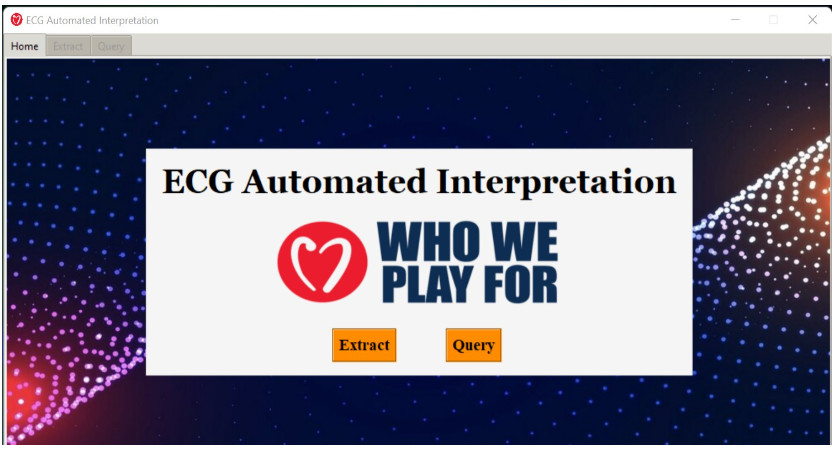 ECG Automated Interpretation
Home Extract Query
ECG Automated Interpretation
WHO WE
PLAY FOR
Extract Query